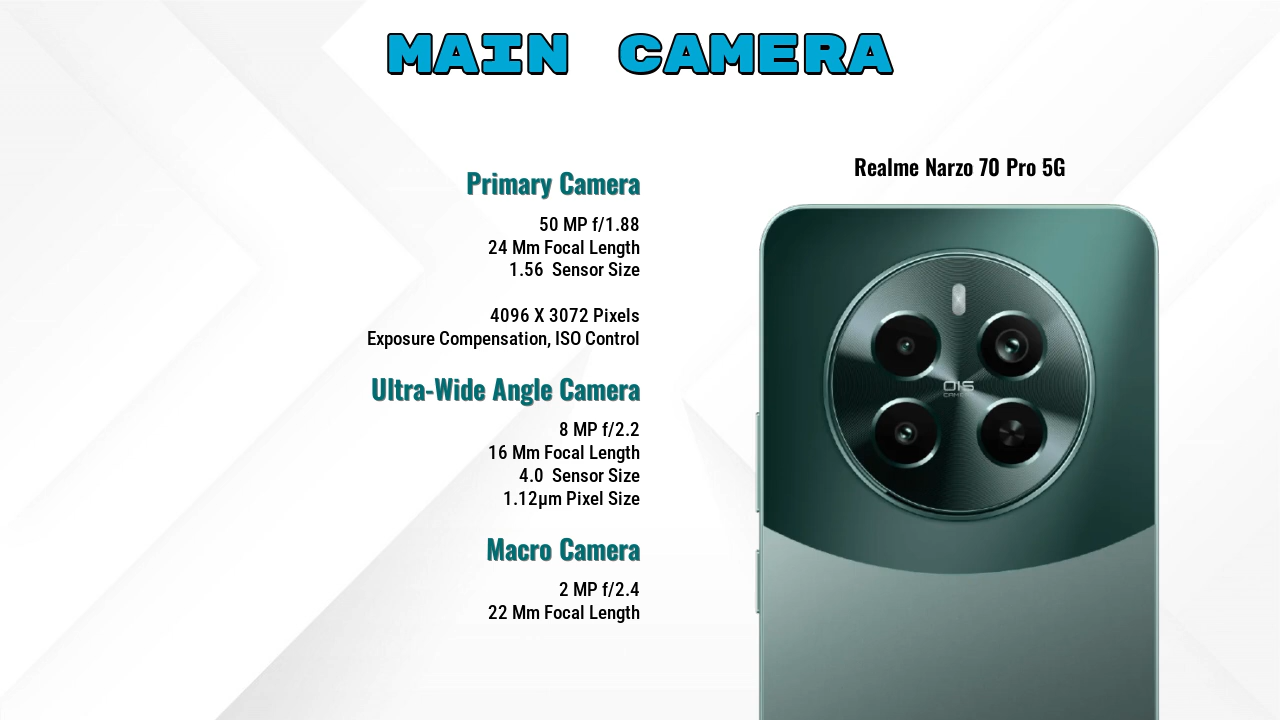 MAIN CAMERA
Primary Camera
50 MP f/1.88
24 Mm Focal Length
1.56 Sensor Size
4096 X 3072 Pixels
Exposure Compensation, ISO Control
Ultra-Wide Angle Camera
8 MP f/2.2
16 Mm Focal Length
4.0 Sensor Size
1.12µm Pixel Size
Macro Camera
2 MP f/2.4
22 Mm Focal Length
Realme Narzo 70 Pro 5G
OIS
CAMERA